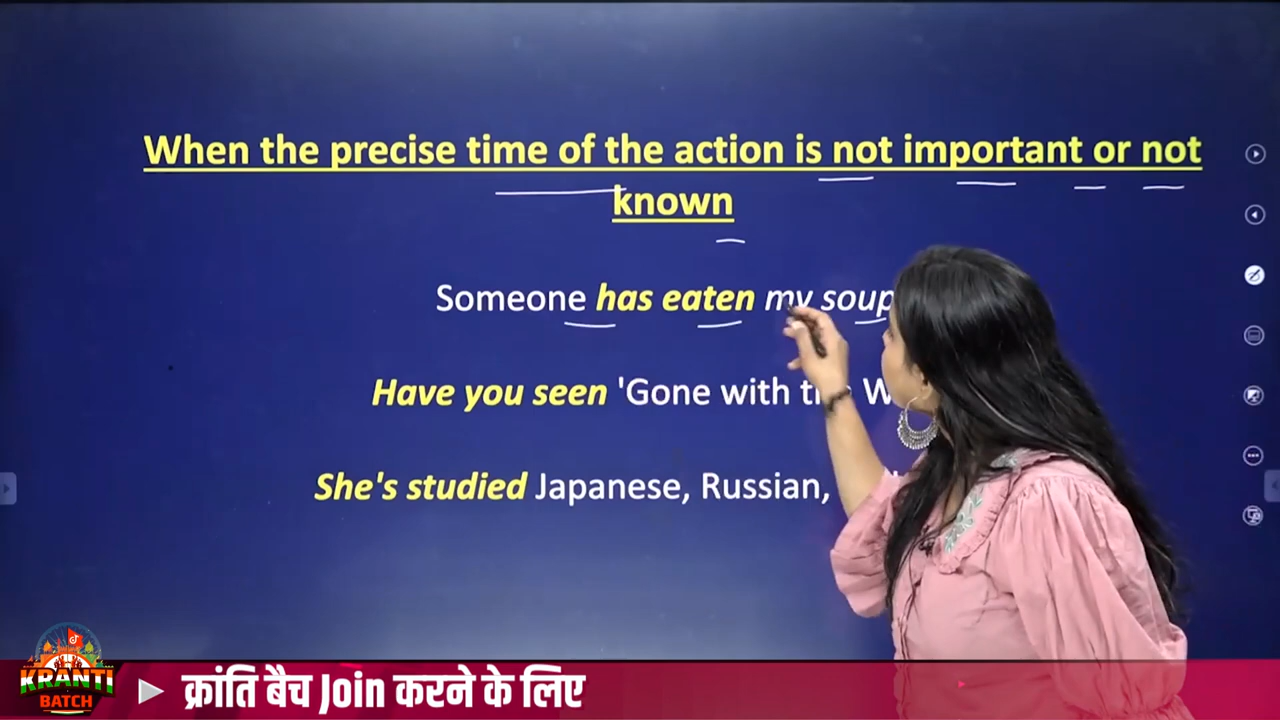 When the precise time of the action is not important or not
known
Someone has eaten my soup
Have you seen 'Gone with the W
She's studied Japanese, Russian,
KRANTI
BATCH
क्रांति बैच Join करने के लिए